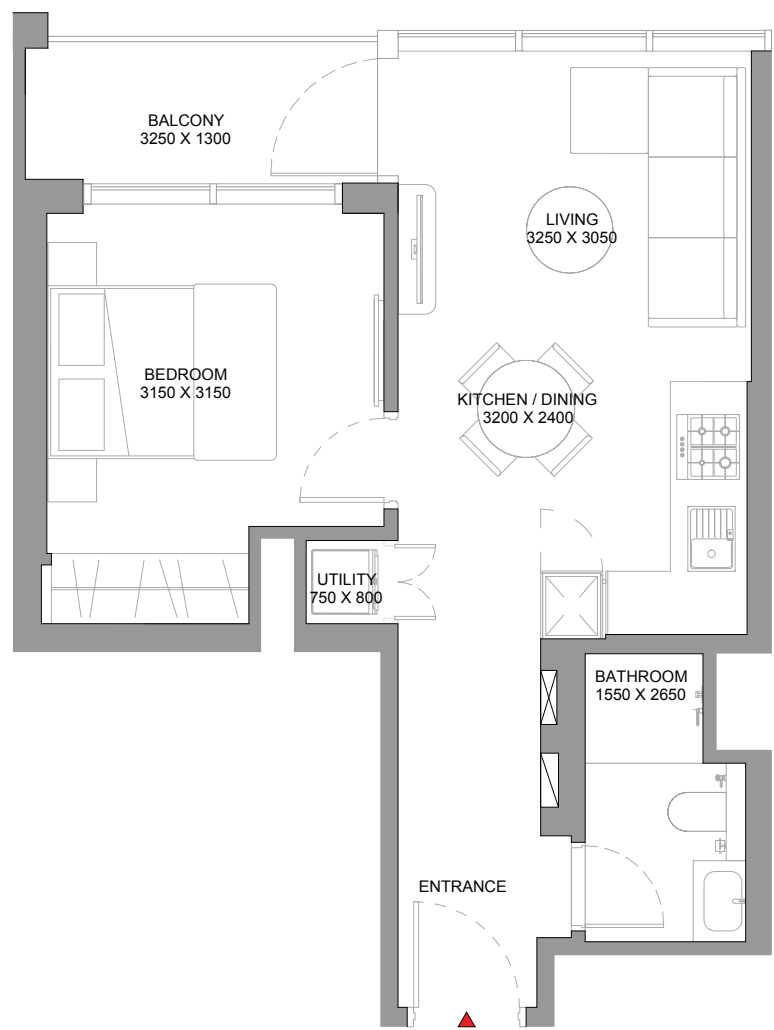 BALCONY
3250 X 1300
LIVING
3250 X 3050
BEDROOM
3150 X 3150
KITCHEN / DINING
3200 X 2400
UTILITY
750 X 800
BATHROOM
1550 X 2650
ENTRANCE